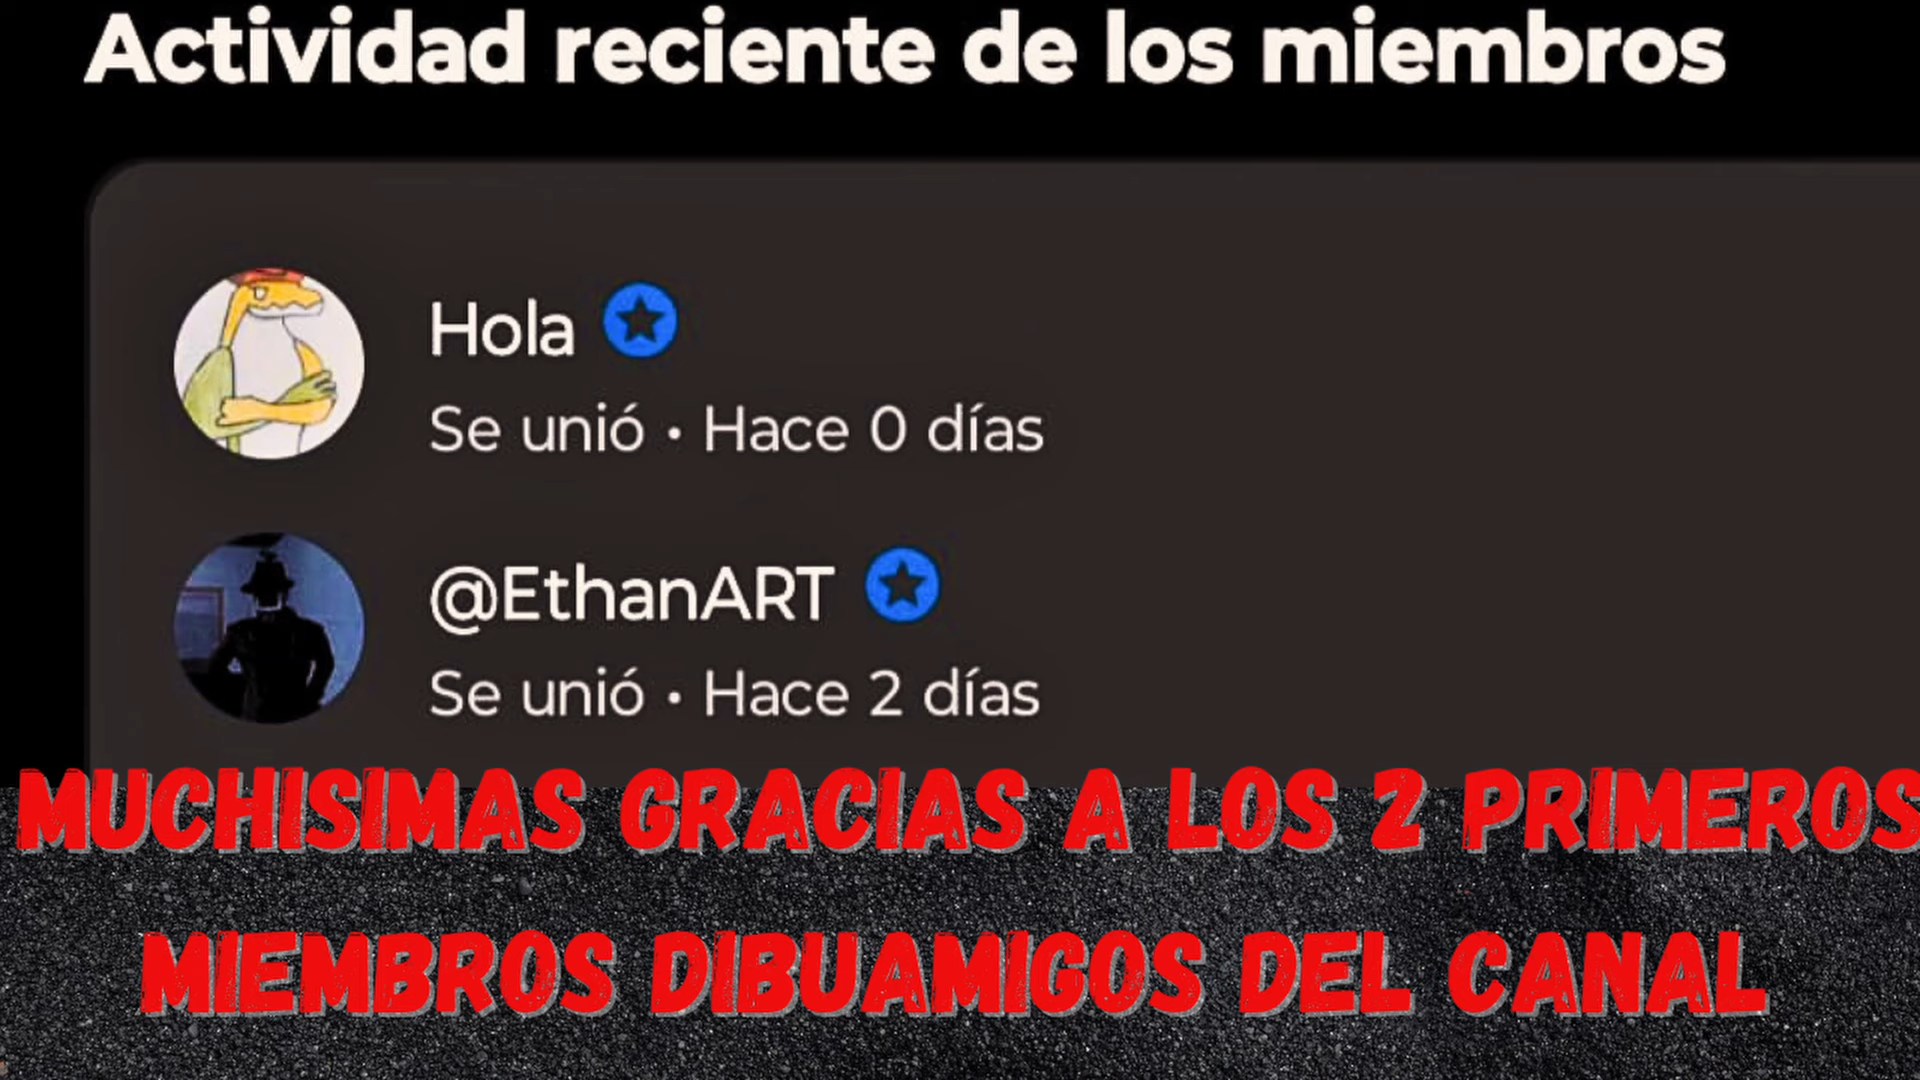 Actividad reciente de los miembros
Hola
Se unió • Hace 0 días
@EthanART
Se unió • Hace 2 días
MUCHISIMAS GRACIAS A LOS 2 PRIMEROS
MIEMBROS DIBUAMIGOS DEL CANAL